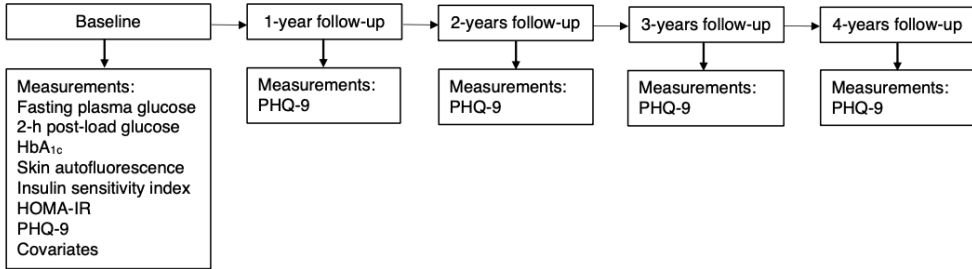 Baseline
1-year follow-up
2-years follow-up
3-years follow-up
4-years follow-up
Measurements:
Fasting plasma glucose
2-h post-load glucose
HbA1c
Skin autofluorescence
Insulin sensitivity index
HOMA-IR
PHQ-9
Covariates
Measurements:
PHQ-9
Measurements:
PHQ-9
Measurements:
PHQ-9
Measurements:
PHQ-9